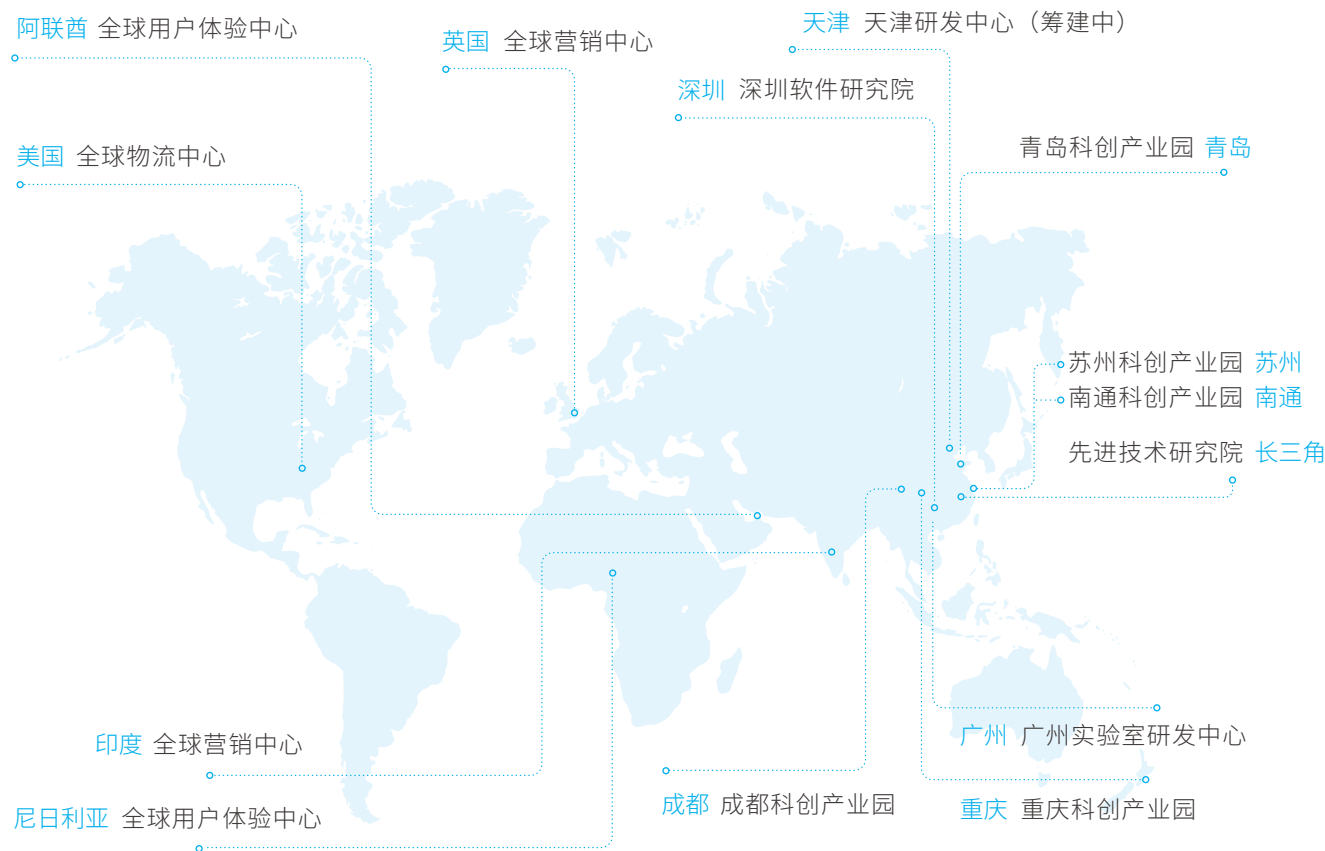 阿联酋 全球用户体验中心
英国 全球营销中心
天津 天津研发中心（筹建中）
深圳 深圳软件研究院
青岛科创产业园 青岛
美国 全球物流中心
苏州科创产业园 苏州
南通科创产业园 南通
先进技术研究院 长三角
广州 广州实验室研发中心
印度 全球营销中心
成都 成都科创产业园
重庆 重庆科创产业园
尼日利亚 全球用户体验中心